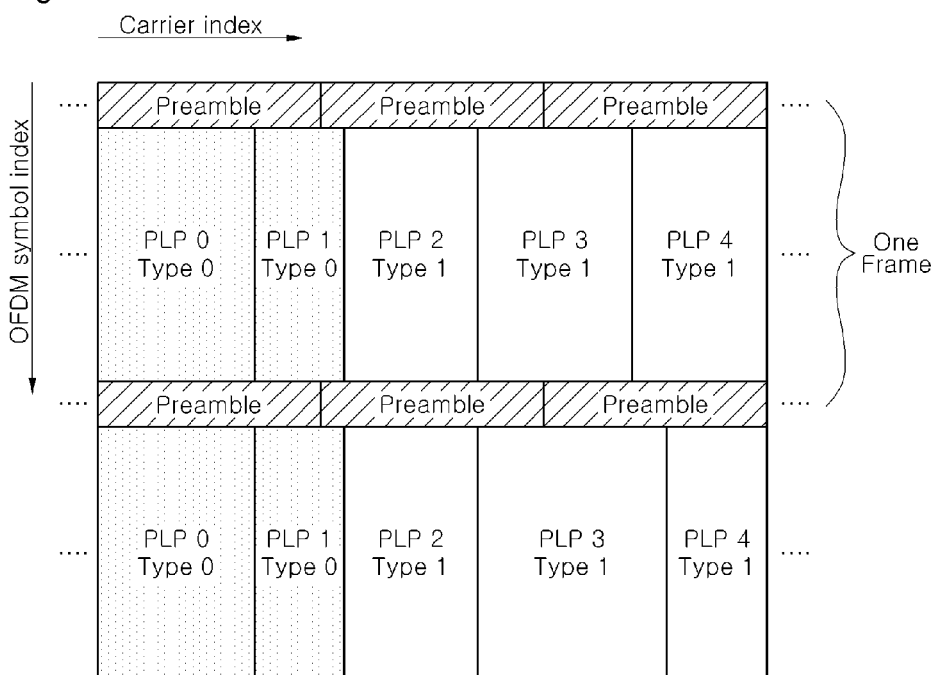 Carrier index
OFDM symbol index
.... Preamble Preamble Preamble ....
.... PLP 0 PLP 1 PLP 2 PLP 3 PLP 4 ....
Type 0 Type 0 Type 1 Type 1 Type 1
One
Frame
.... Preamble Preamble Preamble ....
.... PLP 0 PLP 1 PLP 2 PLP 3 PLP 4 ....
Type 0 Type 0 Type 1 Type 1 Type 1